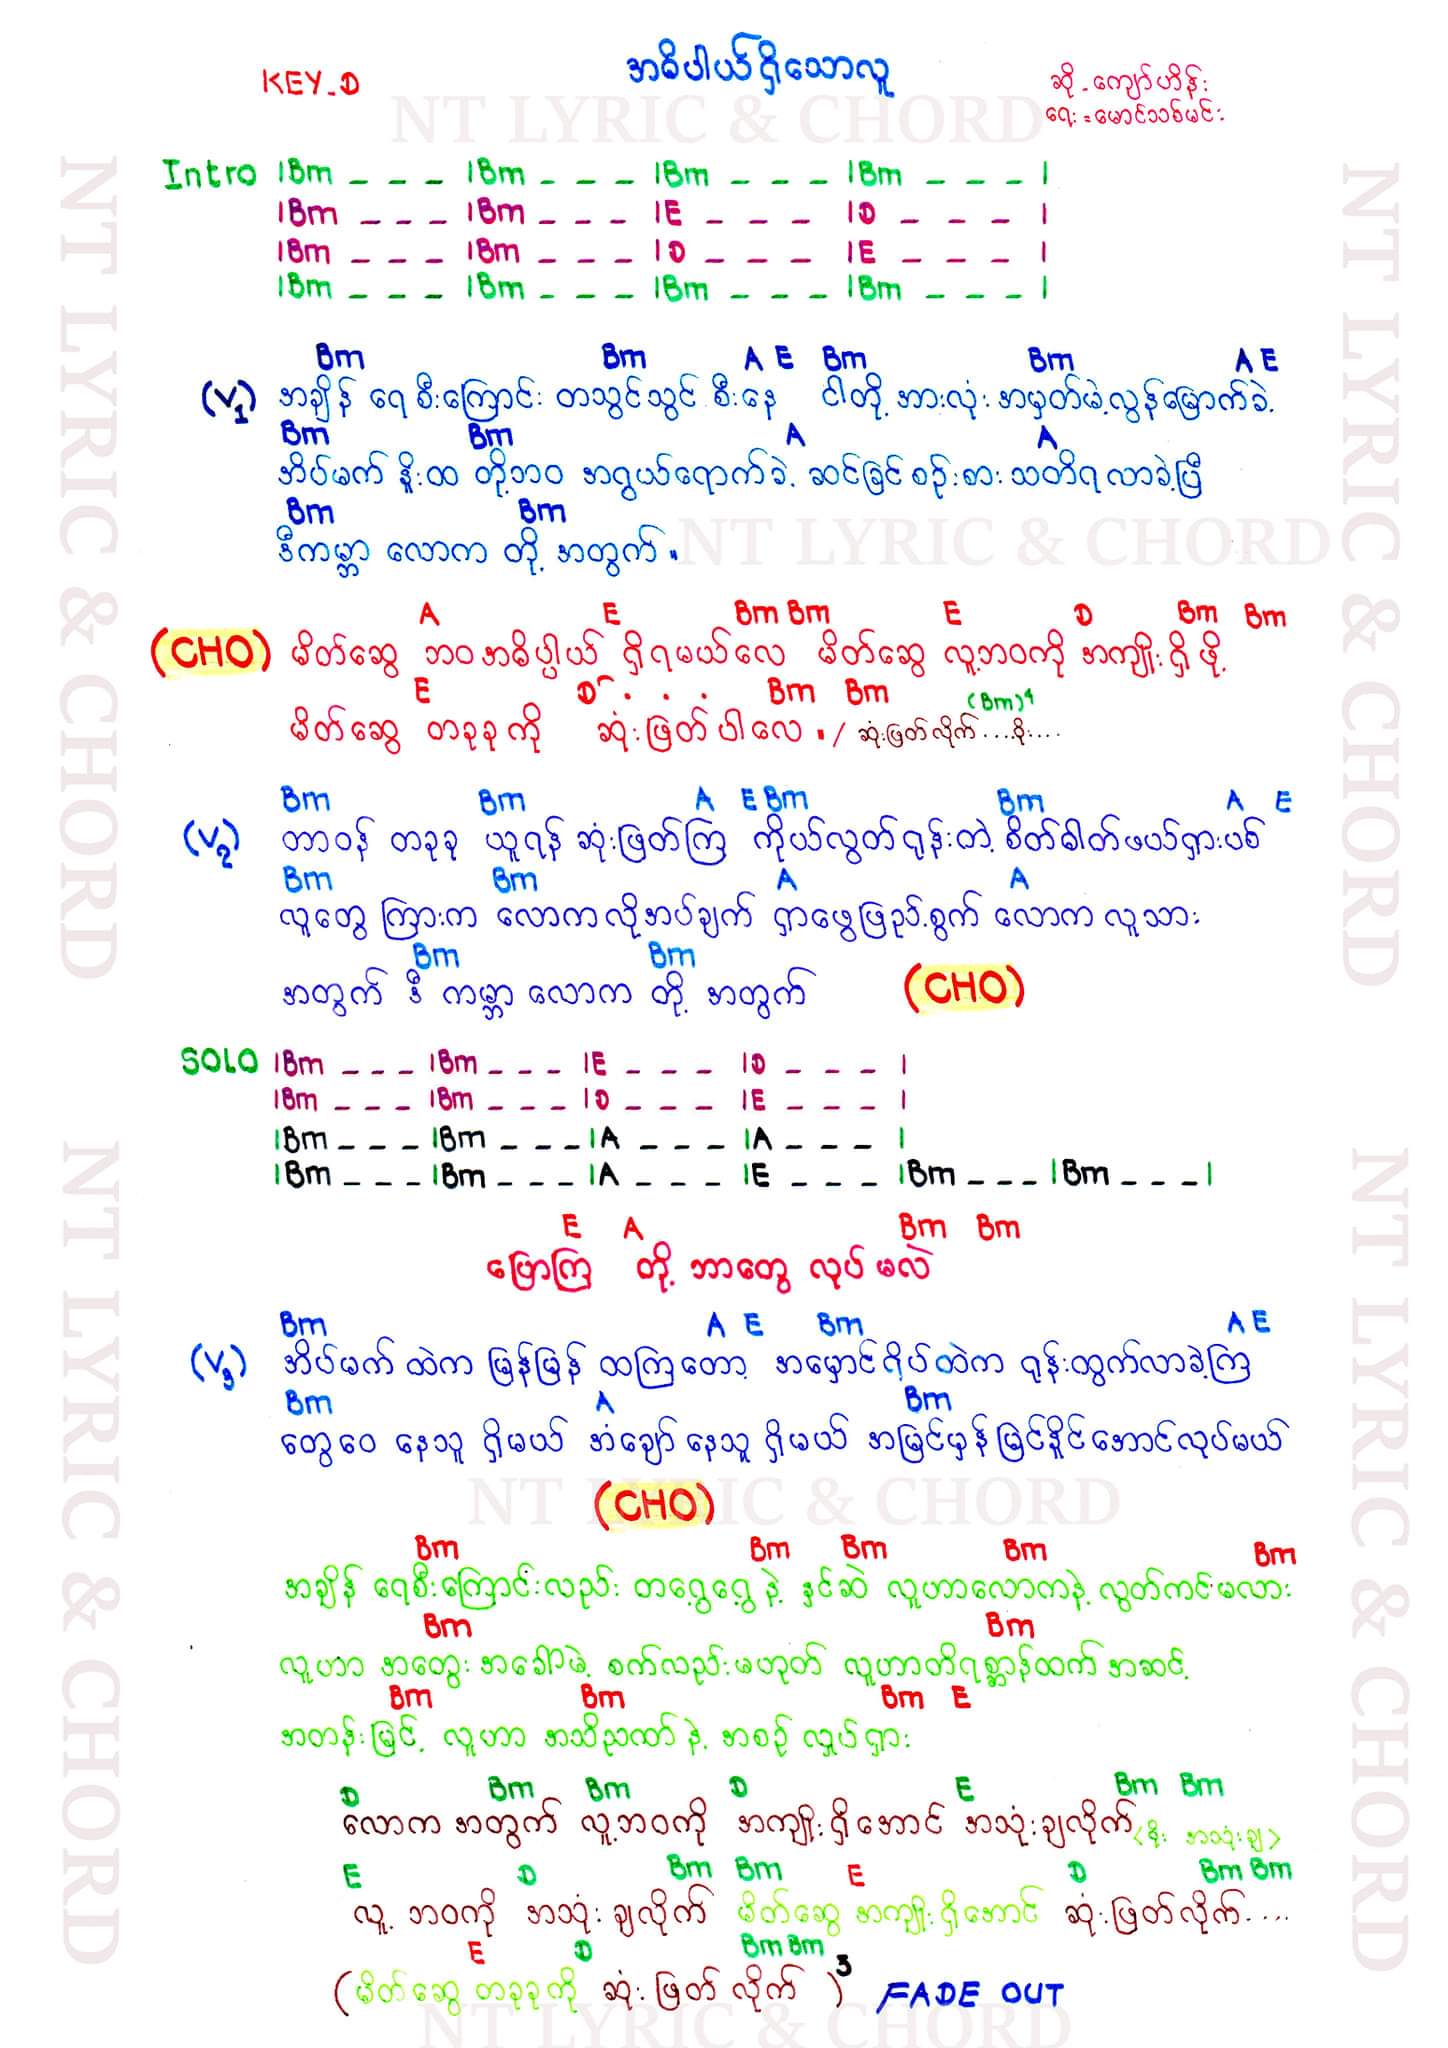 အဓိပါယ်ရှိသောလူ
KEY-D
ဆို - ကျော်ဟိန်း
ရေး = မောင်သစ်မင်း
NT LYRIC & CHORD
Intro |Bm _ _ _ |Bm _ _ _ |Bm _ _ _ |Bm _ _ _ |
|Bm _ _ _ |Bm _ _ _ |E _ _ _ |D _ _ _ |
|Bm _ _ _ |Bm _ _ _ |D _ _ _ |E _ _ _ |
|Bm _ _ _ |Bm _ _ _ |Bm _ _ _ |Bm _ _ _ |
Bm Bm A E Bm Bm A E
(V1) အချိန် ရေစီးကြောင်း တသွင်သွင် စီးနေ ငါတို့ အားလုံး အမှတ်မဲ့လွန်မြောက်ခဲ့
Bm Bm A A
အိပ်မက် နိူးထ တို့ဘဝ အရွယ်ရောက်ခဲ့ ဆင်ခြင်စဉ်းစား သတိရလာခဲ့ပြီ
Bm Bm
ဒီကမ္ဘာ လောက တို့ အတွက် ။
NT LYRIC & CHORD
A E Bm Bm E D Bm Bm
(CHO) မိတ်ဆွေ ဘဝအဓိပ္ပါယ် ရှိရမယ်လေ မိတ်ဆွေ လူ့ဘဝကို အကျိုးရှိဖို့
E D . . . Bm Bm (Bm)4
မိတ်ဆွေ တခုခုကို ဆုံးဖြတ်ပါလေ ။ / ဆုံးဖြတ်လိုက် ....စိုး....
Bm Bm A E Bm Bm A E
(V2) တာဝန် တခုခု ယူရန် ဆုံးဖြတ်ကြ ကိုယ်လွတ်ရုန်းတဲ့ စိတ်ဓါတ်ဖယ်ရှားပစ်
Bm Bm A A
လူတွေ ကြားက လောကလိုအပ်ချက် ရှာဖွေဖြည့်စွက် လောက လူသား
Bm Bm
အတွက် ဒီ ကမ္ဘာ လောက တို့ အတွက် (CHO)
SOLO |Bm _ _ _ |Bm _ _ _ |E _ _ _ |D _ _ _ |
|Bm _ _ _ |Bm _ _ _ |D _ _ _ |E _ _ _ |
|Bm _ _ _ |Bm _ _ _ |A _ _ _ |A _ _ _ |
|Bm _ _ _ |Bm _ _ _ |A _ _ _ |E _ _ _ |Bm _ _ _ |Bm _ _ _ |
E A Bm Bm
ပြောကြ တို့ ဘာတွေ လုပ်မလဲ
Bm A E Bm A E
(V3) အိပ်မက် ထဲက မြန်မြန် ထကြတော့ အမှောင်ရိပ်ထဲက ရုန်းထွက်လာခဲ့ကြ
Bm A Bm
တွေဝေ နေသူ ရှိမယ် အံချော် နေသူ ရှိမယ် အမြင်မှန်မြင်နိူင်အောင်လုပ်မယ်
NT LYRIC & CHORD
(CHO)
Bm Bm Bm Bm Bm
အချိန် ရေစီးကြောင်းလည်း တရွေ့ရွေ့နဲ့ နှင်ဆဲ လူဟာလောကနဲ့ လွတ်ကင်းမလား
Bm Bm
လူဟာ အတွေး အခေါ်မဲ့ စက်လည်းမဟုတ် လူဟာတိရစ္ဆာန်ထက် အဆင့်
Bm Bm Bm E
အတန်းမြင့် လူဟာ အသိညဏ်နဲ့ အစဉ် လှုပ်ရှား
D Bm Bm D E Bm Bm
လောက အတွက် လူ့ဘဝကို အကျိုးရှိအောင် အသုံးချလိုက် <စိုး အသုံးချ>
E D Bm Bm E D Bm Bm
လူ့ ဘဝကို အသုံးချလိုက် မိတ်ဆွေ အကျိုးရှိအောင် ဆုံးဖြတ်လိုက်....
E D Bm Bm
(မိတ်ဆွေ တခုခုကို ဆုံးဖြတ် လိုက် )3 FADE OUT
NT LYRIC & CHORD
NT LYRIC & CHORD
NT LYRIC & CHORD
NT LYRIC & CHORD
NT LYRIC & CHORD